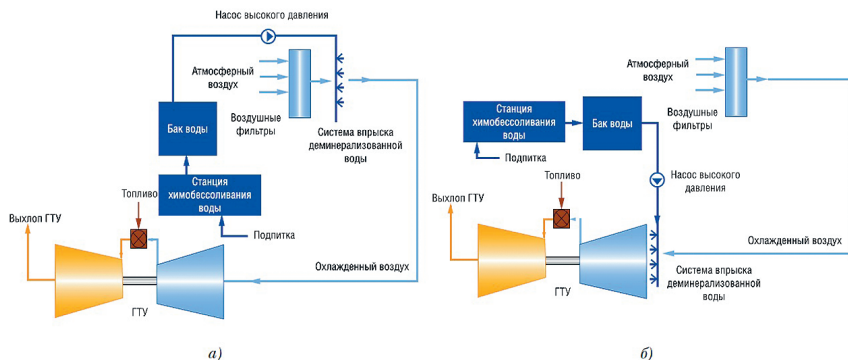 Насос высокого давления
Атмосферный
воздух
Воздушные
фильтры
Система впрыска
деминерализованной
воды
Бак воды
Станция
химобессоливания
воды
Подпитка
Топливо
Выхлоп ГТУ
Охлажденный воздух
ГТУ
а)
Атмосферный
воздух
Воздушные
фильтры
Станция
химобессоливания
воды
Бак воды
Подпитка
Насос высокого
давления
Топливо
Выхлоп ГТУ
Охлажденный воздух
Система впрыска
деминерализованной
воды
ГТУ
б)